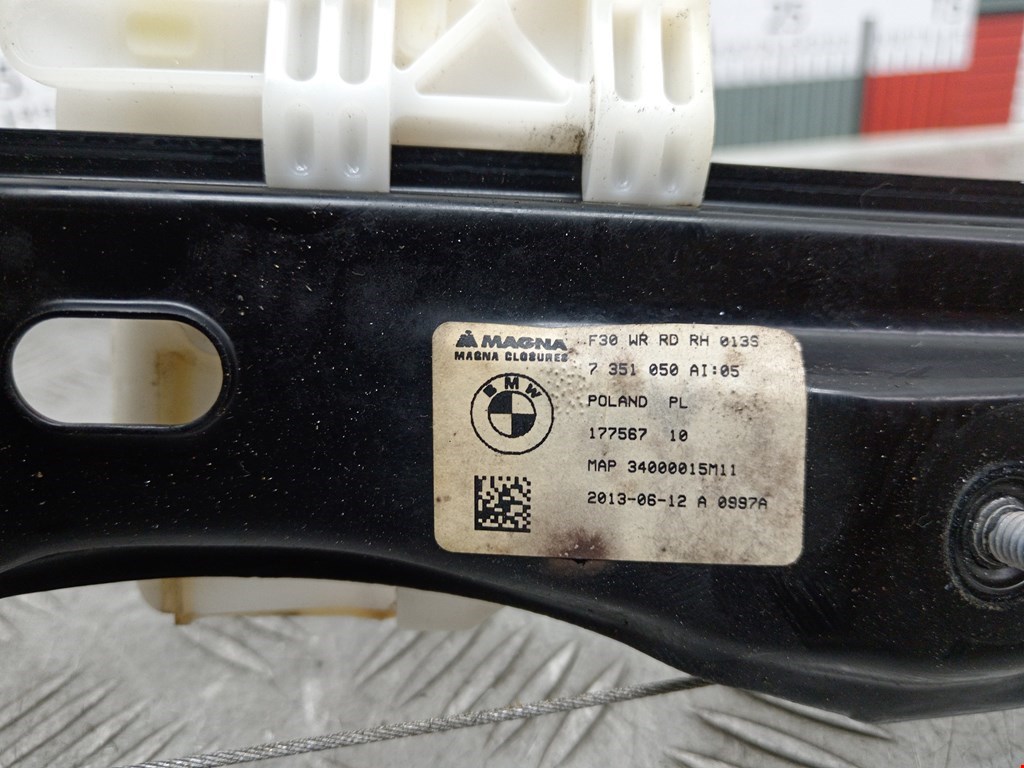 MAGNA
MAGNA CLOSURES
BMW
F30 WR RD RH 013S
7 351 050 AI:05
POLAND PL
177567 10
MAP 34000015M11
2013-06-12 A 0997A